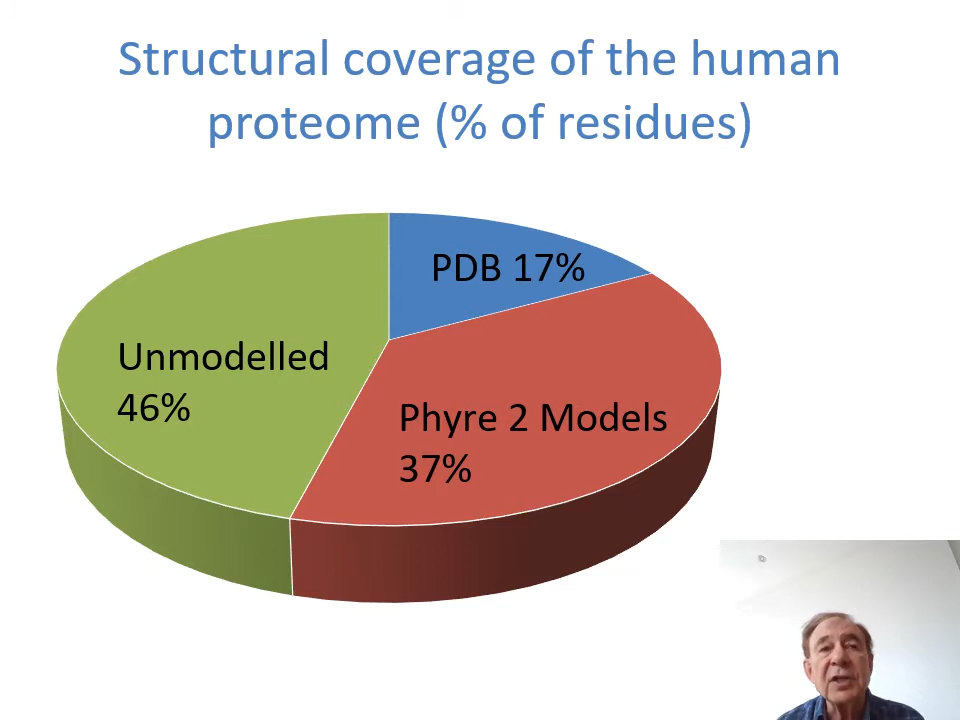 Structural coverage of the human
proteome (% of residues)
PDB 17%
Unmodelled
46%
Phyre 2 Models
37%